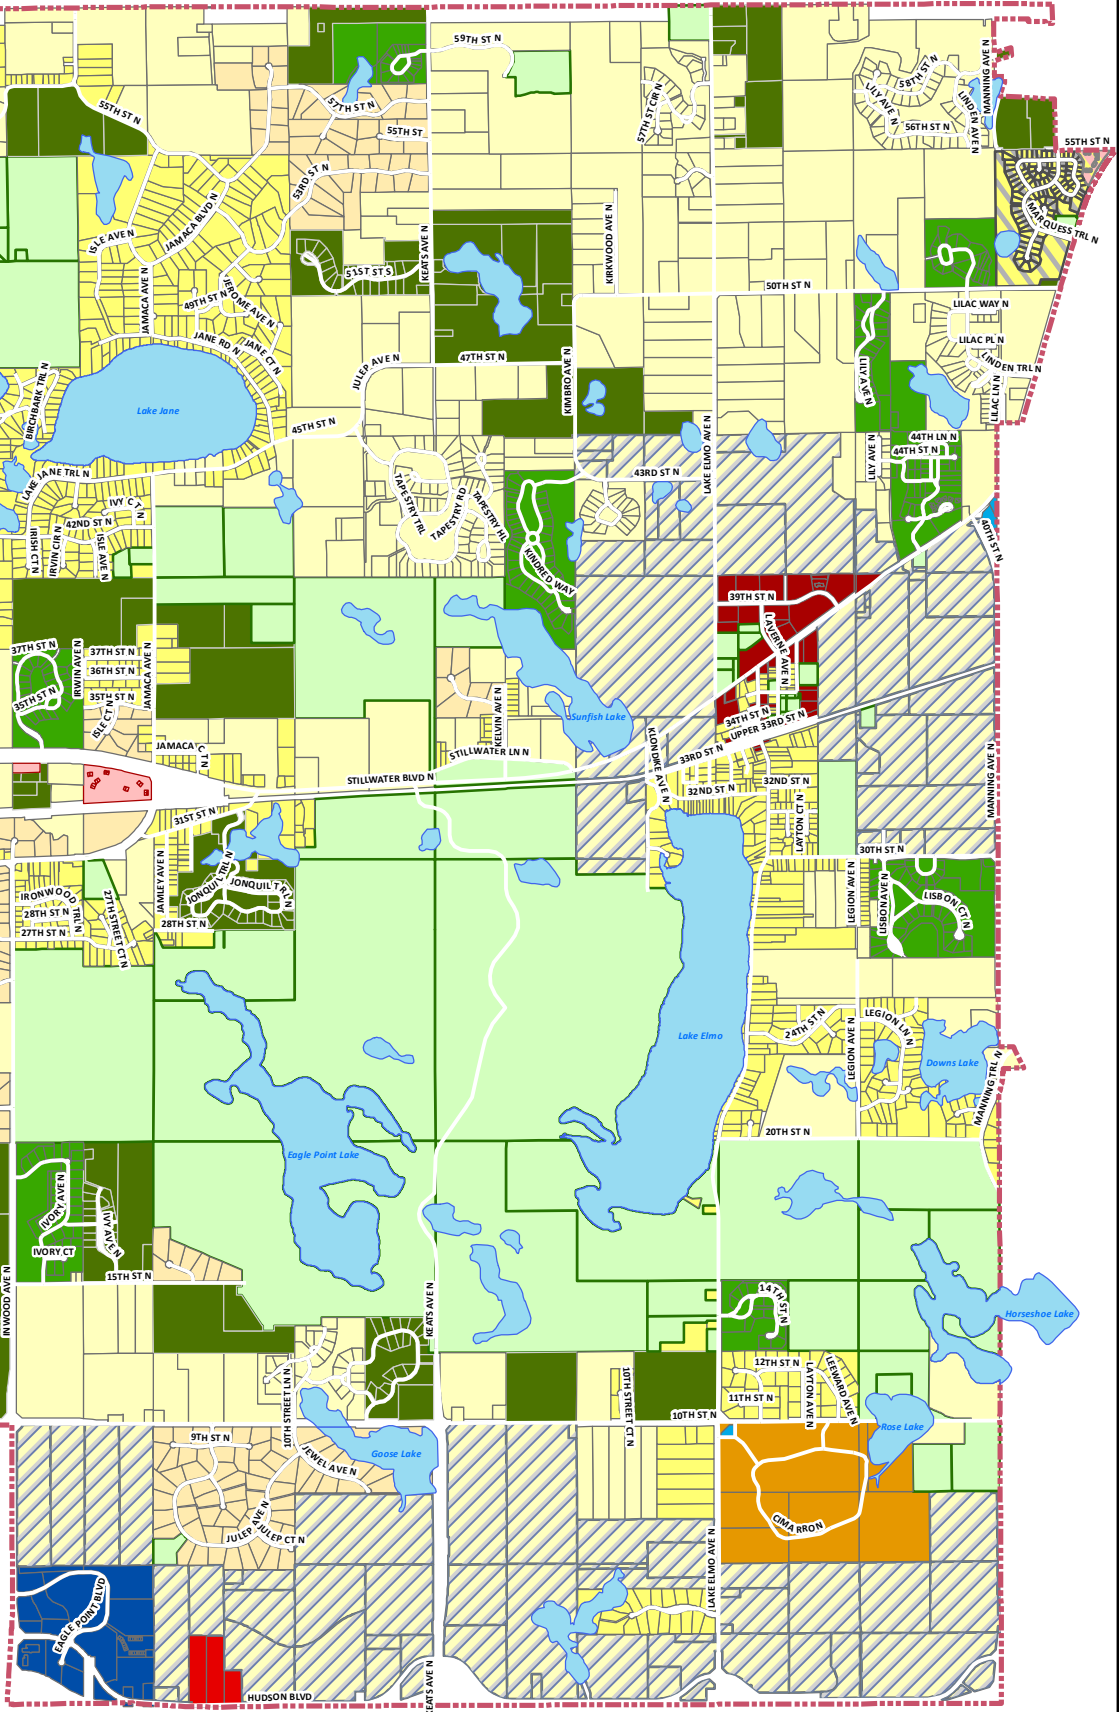 59TH ST N
58TH ST N
MANNING AVE N
57TH ST N
57TH ST CIR N
LILY AVE N
LINDEN AVE N
55TH ST N
55TH ST
56TH ST N
55TH ST N
53RD ST N
JAMACA BLVD N
ISLE AVE N
KEATS AVE N
KIRKWOOD AVE N
MARQUESS TRL N
51ST ST S
JAMACA AVE N
49TH ST N
JEROME AVE N
50TH ST N
LILAC WAY N
JANE RD N
JANE CT N
LILAC PL N
LINDEN TRL N
47TH ST N
JULEP AVE N
KIMBRO AVE N
LILY AVE N
LILAC LN N
BIRCHBARK TRL N
Lake Jane
45TH ST N
LAKE ELMO AVE N
44TH LN N
44TH ST N
LILY AVE N
LAKE JANE TRL N
43RD ST N
IVY CT N
TAPESTRY TRL
TAPESTRY RD
TAPESTRY HL
42ND ST N
IRISH CT N
IRVIN CIR N
ISLE AVE N
KINDRED WAY
40TH ST N
39TH ST N
LAVERNE AVE N
37TH ST N
37TH ST N
36TH ST N
35TH ST N
35TH ST N
IRWIN AVE N
JAMACA AVE N
ISLE CT N
KELVIN AVE N
Sunfish Lake
34TH ST N
UPPER 33RD ST N
33RD ST N
JAMACA CT N
STILLWATER LN N
STILLWATER BLVD N
KLONDIKE AVE N
32ND ST N
32ND ST N
LAYTON CT N
MANNING AVE N
31ST ST N
30TH ST N
JAMLEY AVE N
JONQUIL TRL N
JONQUIL TRL N
IRONWOOD TRL N
28TH ST N
27TH ST N
27TH STREET CT N
28TH ST N
LEGION AVE N
LISBON AVE N
LISBON CT N
Lake Elmo
24TH ST N
LEGION LN N
LEGION AVE N
Downs Lake
MANNING TRL N
20TH ST N
Eagle Point Lake
IVORY AVE N
IVY AVE N
IVORY CT
15TH ST N
INWOOD AVE N
KEATS AVE N
14TH ST N
Horseshoe Lake
12TH ST N
11TH ST N
LAYTON AVE N
LEEWARD AVE N
10TH STREET LN N
10TH STREET CT N
10TH ST N
Rose Lake
9TH ST N
JEWEL AVE N
Goose Lake
JULEP AVE N
JULEP CT N
CIMARRON
LAKE ELMO AVE N
EAGLE POINT BLVD
HUDSON BLVD
KEATS AVE N